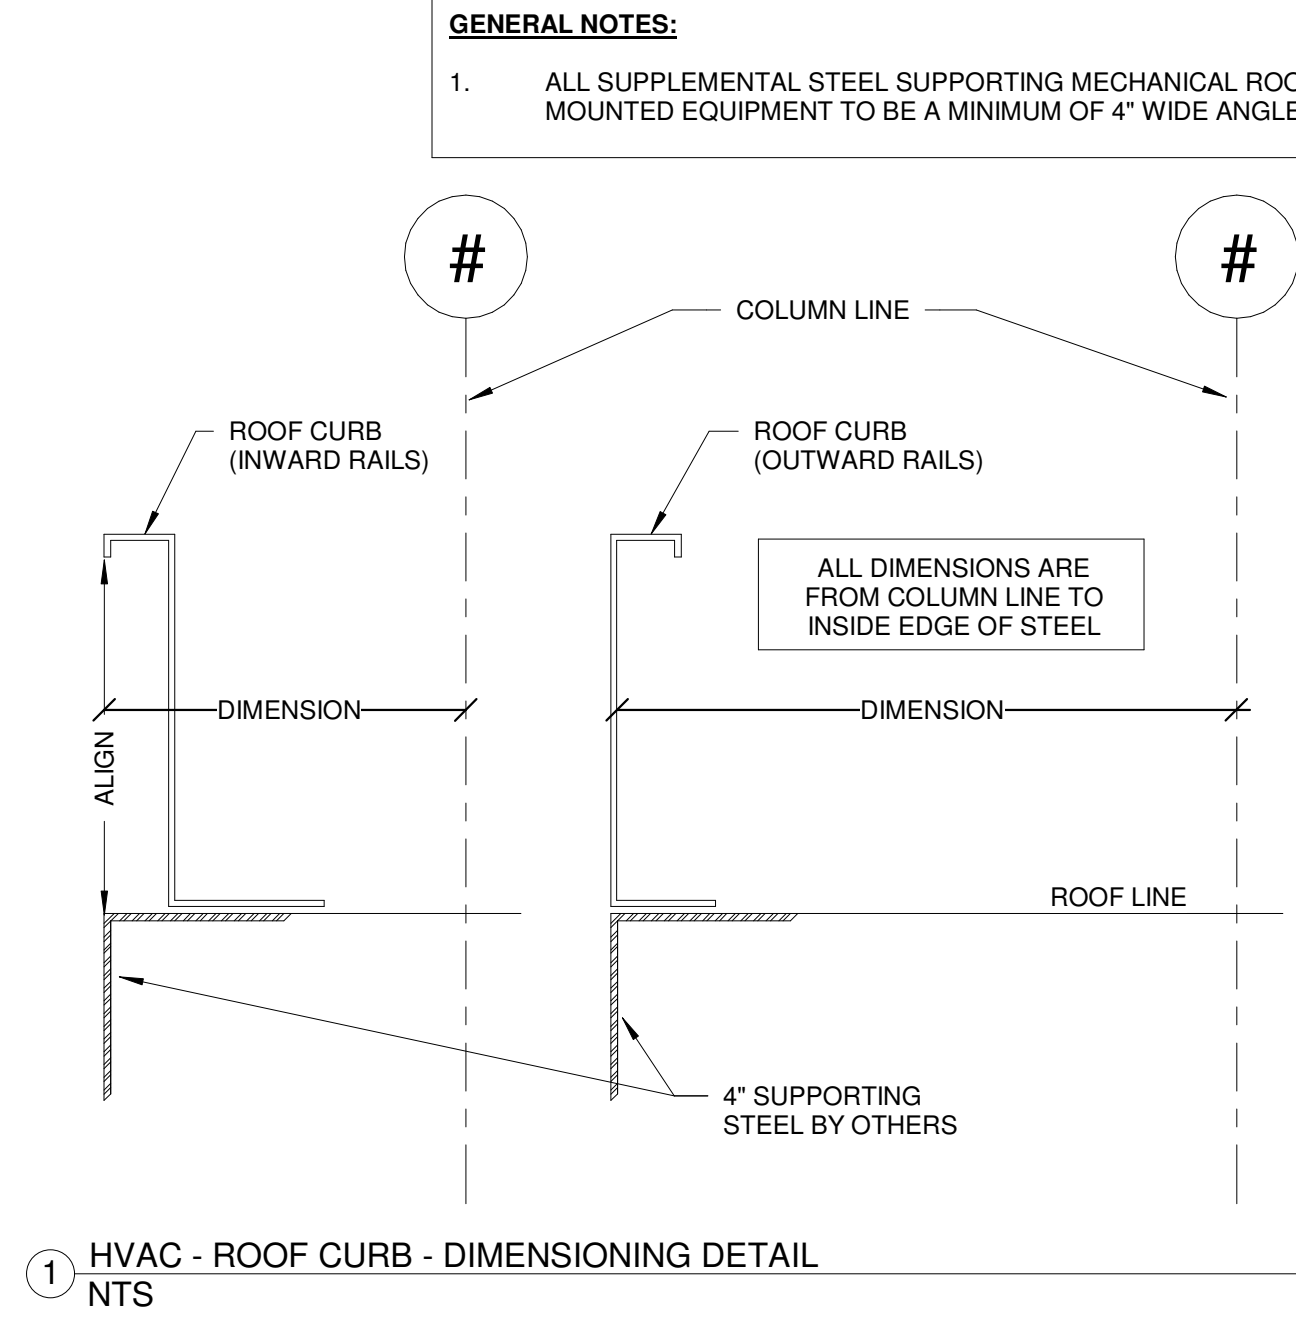 GENERAL NOTES:
1. ALL SUPPLEMENTAL STEEL SUPPORTING MECHANICAL
MOUNTED EQUIPMENT TO BE A MINIMUM OF 4" WIDE ANGLE
# #
COLUMN LINE
ROOF CURB
(INWARD RAILS)
ROOF CURB
(OUTWARD RAILS)
ALL DIMENSIONS ARE
FROM COLUMN LINE TO
INSIDE EDGE OF STEEL
DIMENSION DIMENSION
ALIGN
ROOF LINE
4" SUPPORTING
STEEL BY OTHERS
1 HVAC - ROOF CURB - DIMENSIONING DETAIL
NTS